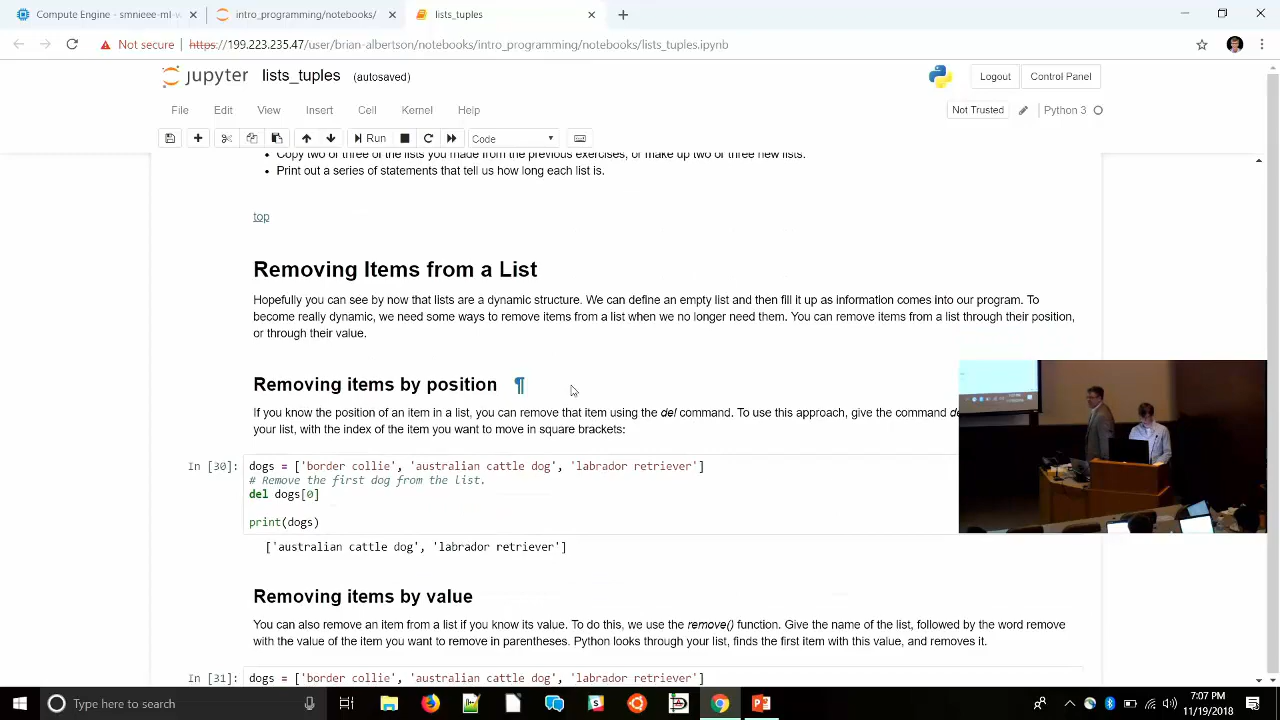 Compute Engine - smnieee-ml-w
intro_programming/notebooks/
lists_tuples
Not secure
https://199.223.235.47/user/brian-albertson/notebooks/intro_programming/notebooks/lists_tuples.ipynb
jupyter lists_tuples (autosaved)
Logout
Control Panel
File Edit View Insert Cell Kernel Help
Not Trusted
Python 3
Run
Code
Copy two or three of the lists you made from the previous exercises, or make up two or three new lists.
Print out a series of statements that tell us how long each list is.
top
Removing Items from a List
Hopefully you can see by now that lists are a dynamic structure. We can define an empty list and then fill it up as information comes into our program. To
become really dynamic, we need some ways to remove items from a list when we no longer need them. You can remove items from a list through their position,
or through their value.
Removing items by position ¶
If you know the position of an item in a list, you can remove that item using the del command. To use this approach, give the command
your list, with the index of the item you want to move in square brackets:
In [30]: dogs = ['border collie', 'australian cattle dog', 'labrador retriever']
# Remove the first dog from the list.
del dogs[0]
print(dogs)
['australian cattle dog', 'labrador retriever']
Removing items by value
You can also remove an item from a list if you know its value. To do this, we use the remove() function. Give the name of the list, followed by the word remove
with the value of the item you want to remove in parentheses. Python looks through your list, finds the first item with this value, and removes it.
In [31]: dogs = ['border collie', 'australian cattle dog', 'labrador retriever']
Type here to search
7:07 PM
11/19/2018